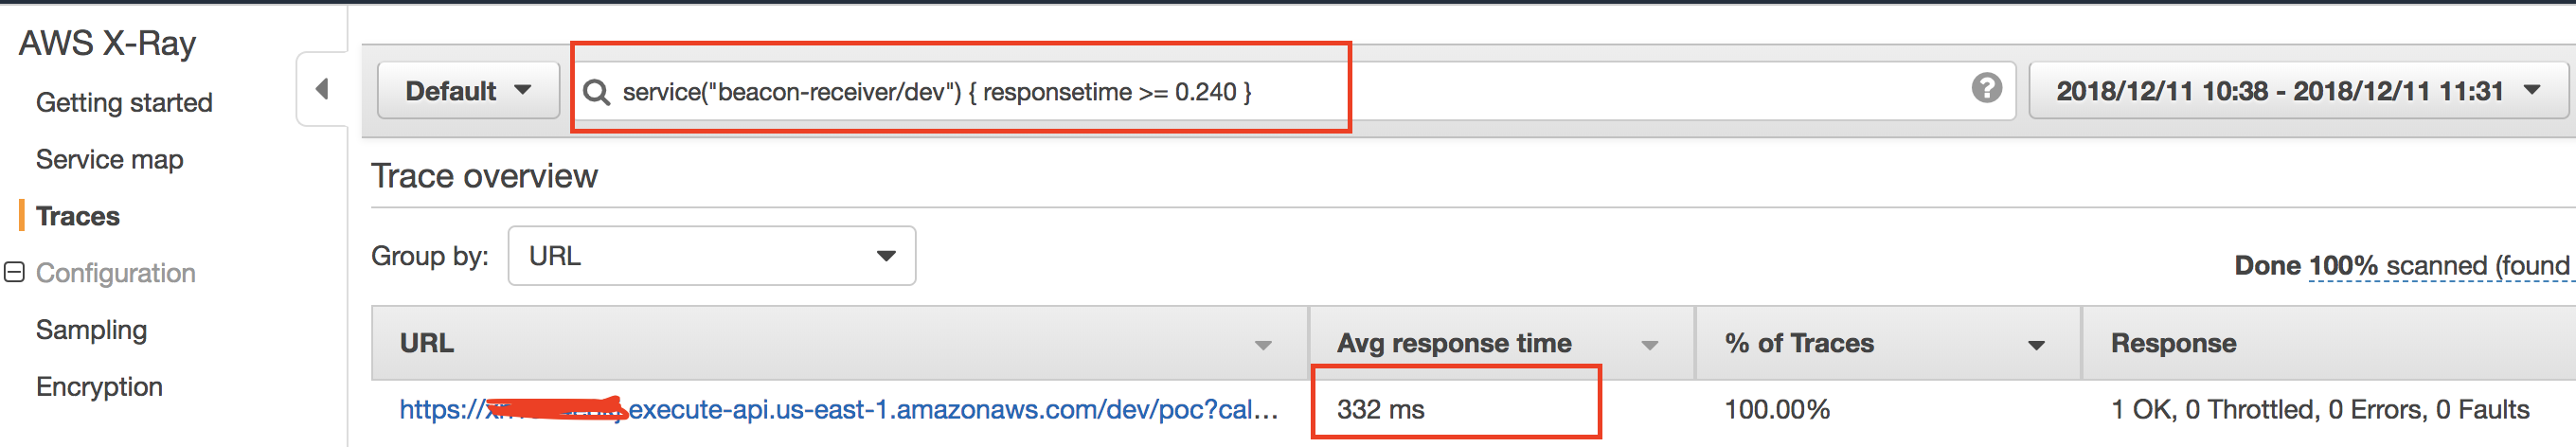 AWS X-Ray
Getting started
Service map
Traces
Configuration
Sampling
Encryption
Default
service("beacon-receiver/dev") { responsetime >= 0.240 }
2018/12/11 10:38 - 2018/12/11 11:31
Trace overview
Group by: URL
Done 100% scanned (found
URL Avg response time % of Traces Response
https:// execute-api.us-east-1.amazonaws.com/dev/poc?cal... 332 ms 100.00% 1 OK, 0 Throttled, 0 Errors, 0 Faults